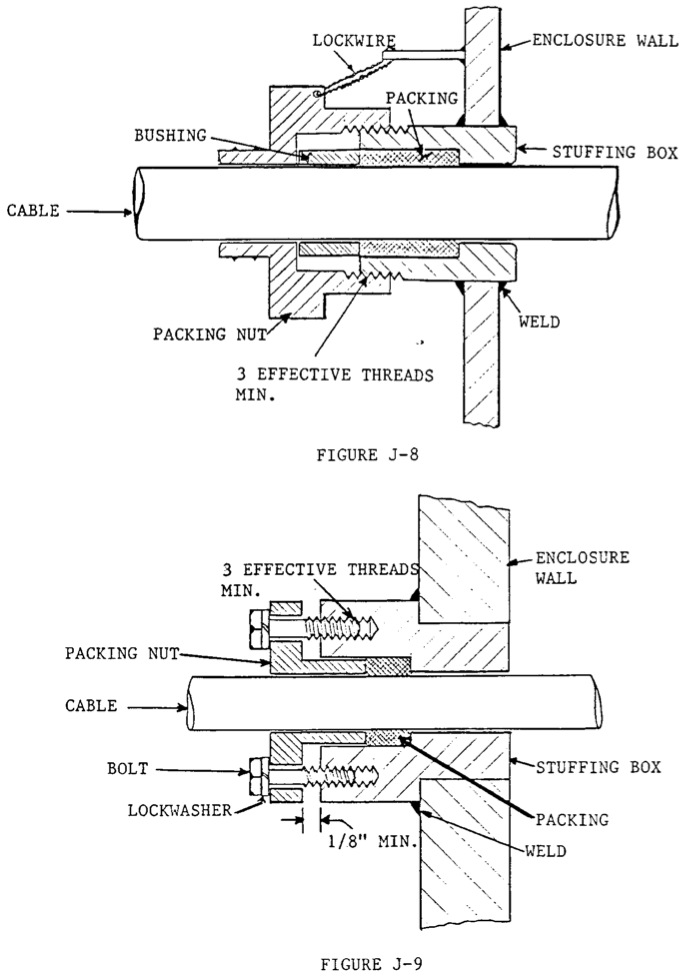 LOCKWIRE
ENCLOSURE WALL
PACKING
BUSHING
STUFFING BOX
CABLE
WELD
PACKING NUT
3 EFFECTIVE THREADS
MIN.
FIGURE J-8
3 EFFECTIVE THREADS
MIN.
ENCLOSURE
WALL
PACKING NUT
CABLE
BOLT
STUFFING BOX
LOCKWASHER
PACKING
1/8" MIN.
WELD
FIGURE J-9